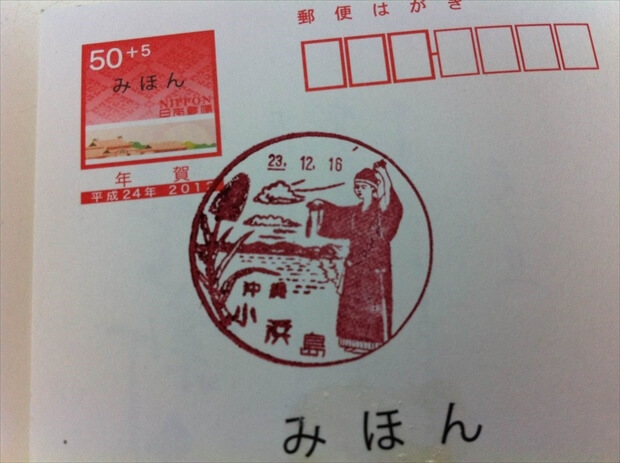 郵便はがき
50+5
みほん
NIPPON
日本郵便
年賀
平成24年 2012
23. 12. 16
沖縄
小浜島
みほん